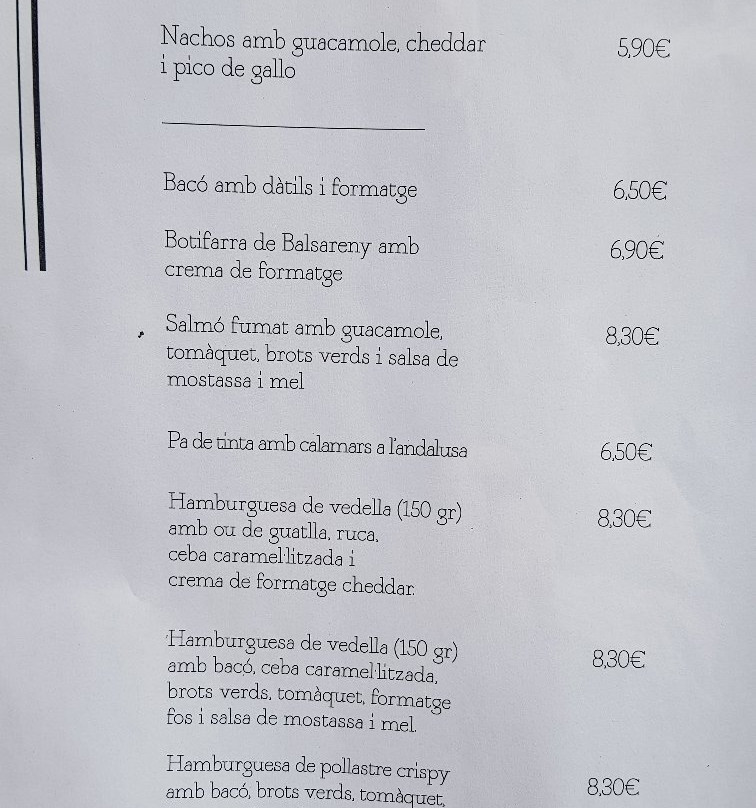 Nachos amb guacamole, cheddar 5,90€
i pico de gallo
Bacó amb dàtils i formatge 6,50€
Botifarra de Balsareny amb 6,90€
crema de formatge
Salmó fumat amb guacamole, 8,30€
tomàquet, brots verds i salsa de
mostassa i mel
Pa de tinta amb calamars a l'andalusa 6,50€
Hamburguesa de vedella (150 gr) 8,30€
amb ou de guatlla, ruca,
ceba caramel·litzada i
crema de formatge cheddar.
Hamburguesa de vedella (150 gr) 8,30€
amb bacó, ceba caramel·litzada,
brots verds, tomàquet, formatge
fos i salsa de mostassa i mel.
Hamburguesa de pollastre crispy 8,30€
amb bacó, brots verds, tomàquet,